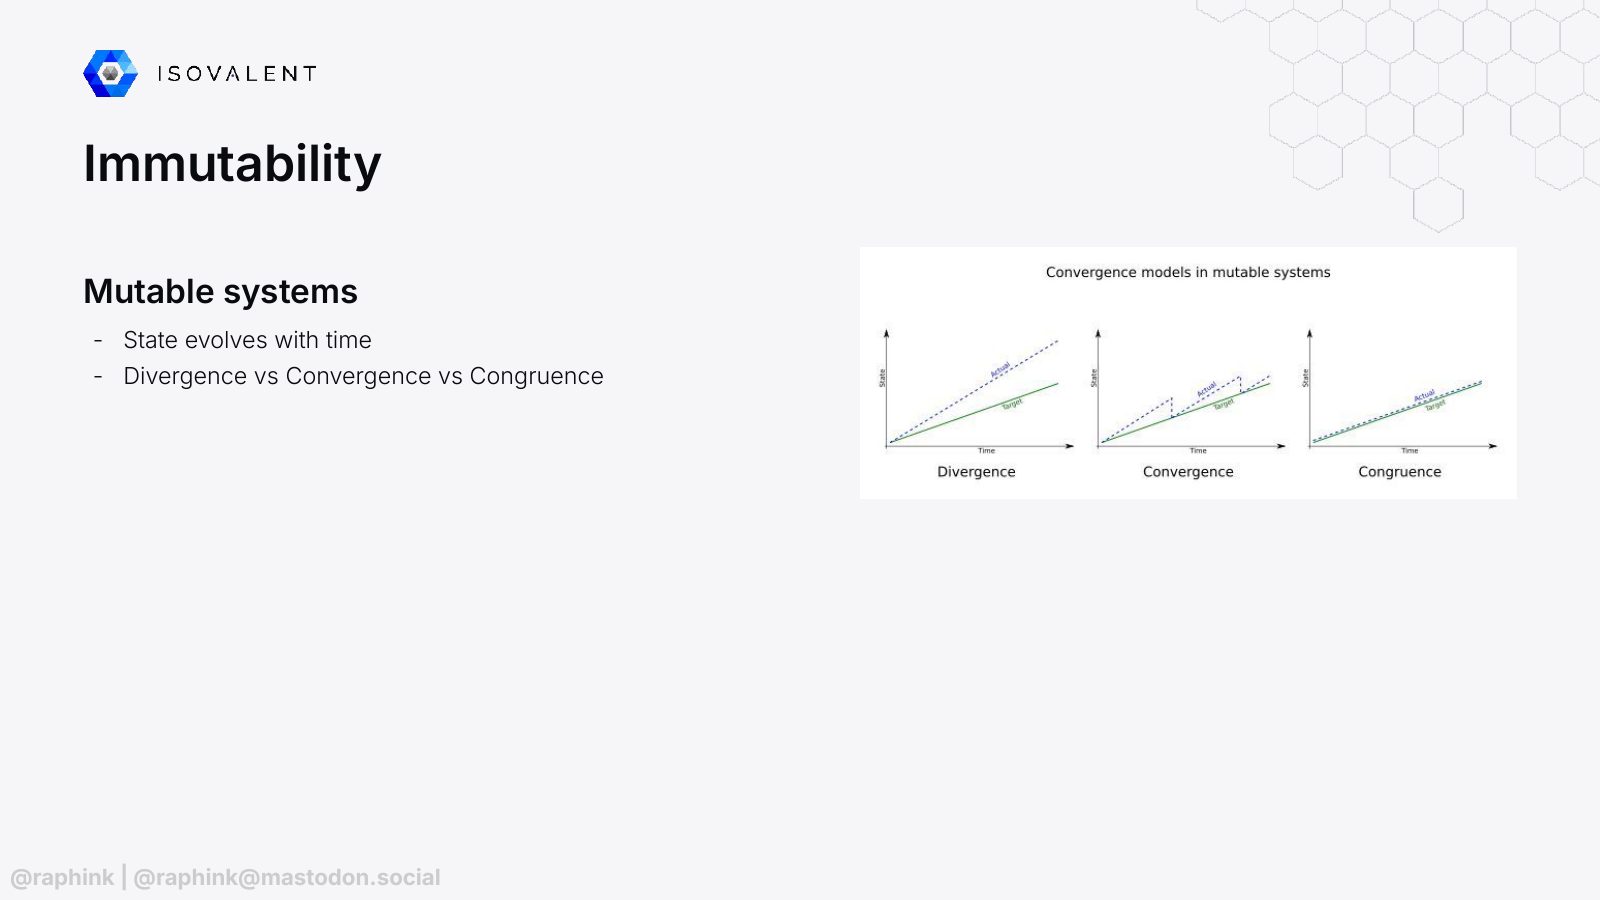 ISOVALENT
Immutability
Mutable systems
- State evolves with time
- Divergence vs Convergence vs Congruence
Convergence models in mutable systems
State
Actual
Target
Time
Divergence
State
Actual
Target
Time
Convergence
State
Actual
Target
Time
Congruence
@raphink | @raphink@mastodon.social